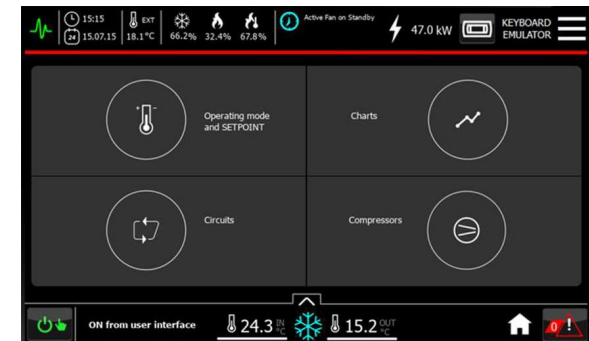 15:15
24 15.07.15
EXT
18.1°C
66.2%
32.4%
67.8%
Active Fan on Standby
47.0 kW
KEYBOARD
EMULATOR
Operating mode
and SETPOINT
Charts
Circuits
Compressors
ON from user interface
24.3 IN °C
15.2 OUT °C
0 !